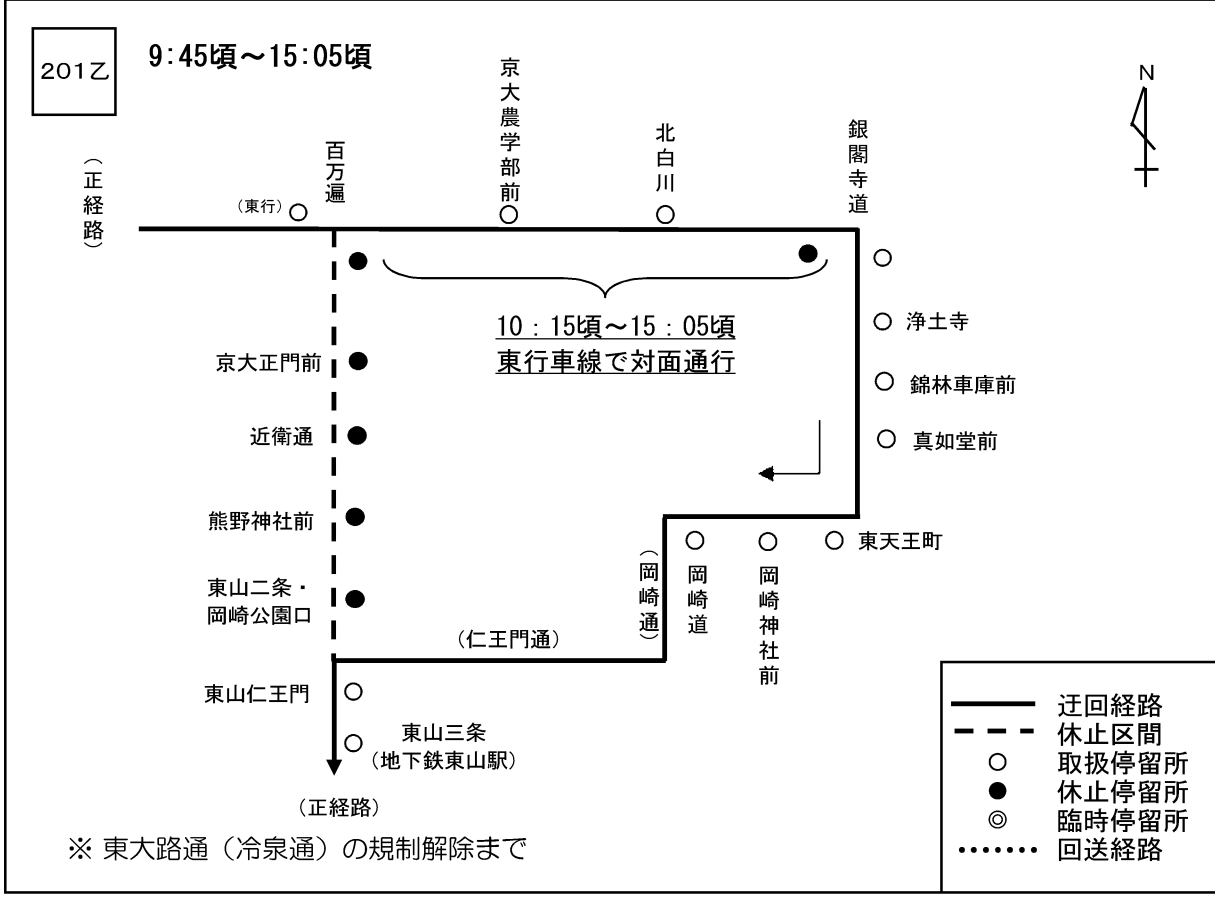 201乙
9:45頃～15:05頃
N
(正経路)
(東行)
百万遍
京大農学部前
北白川
銀閣寺道
10：15頃～15：05頃
東行車線で対面通行
浄土寺
錦林車庫前
真如堂前
東天王町
岡崎神社前
岡崎道
(岡崎通)
(仁王門通)
京大正門前
近衛通
熊野神社前
東山二条・
岡崎公園口
東山仁王門
東山三条
(地下鉄東山駅)
(正経路)
※ 東大路通（冷泉通）の規制解除まで
迂回経路
休止区間
取扱停留所
休止停留所
臨時停留所
回送経路